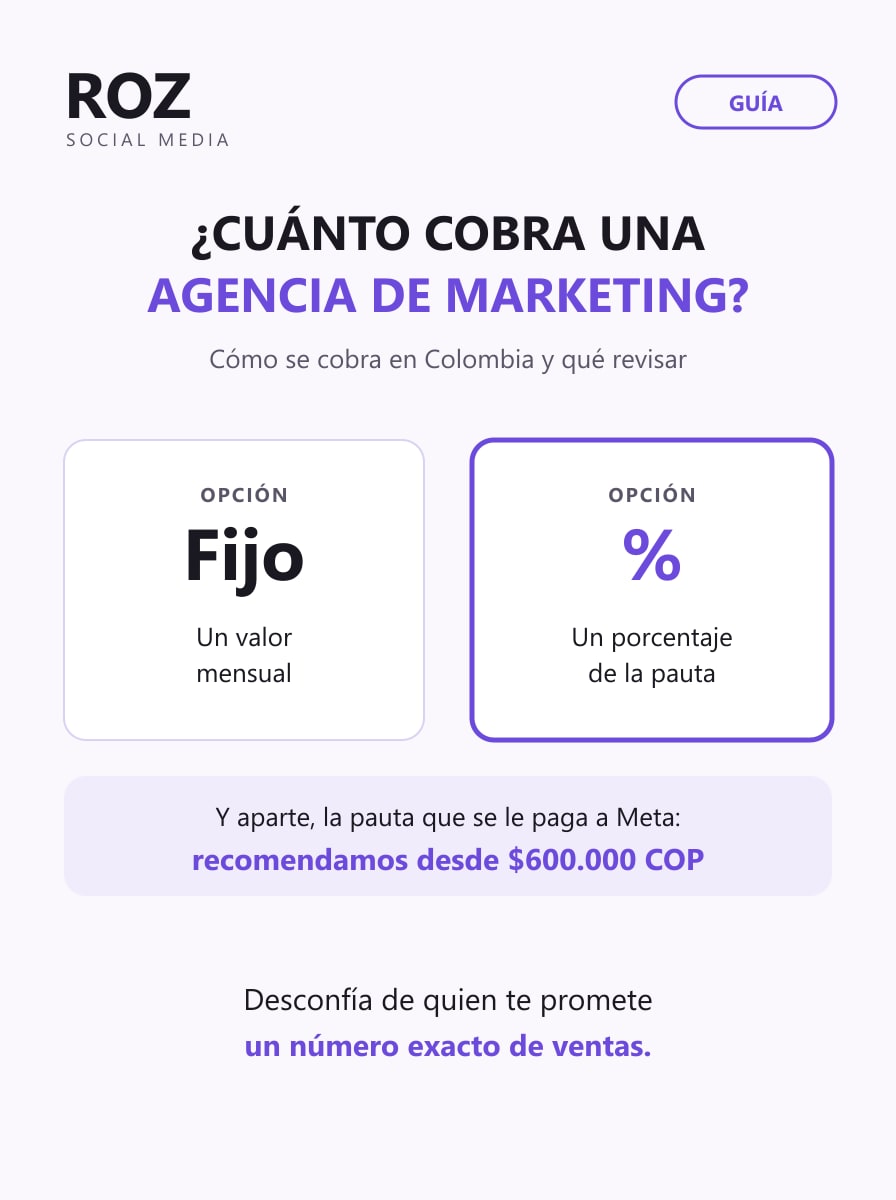 ROZ
SOCIAL MEDIA
GUÍA
¿CUÁNTO COBRA UNA
AGENCIA DE MARKETING?
Cómo se cobra en Colombia y qué revisar
OPCIÓN
Fijo
Un valor
mensual
OPCIÓN
%
Un porcentaje
de la pauta
Y aparte, la pauta que se le paga a Meta:
recomendamos desde $600.000 COP
Desconfía de quien te promete
un número exacto de ventas.